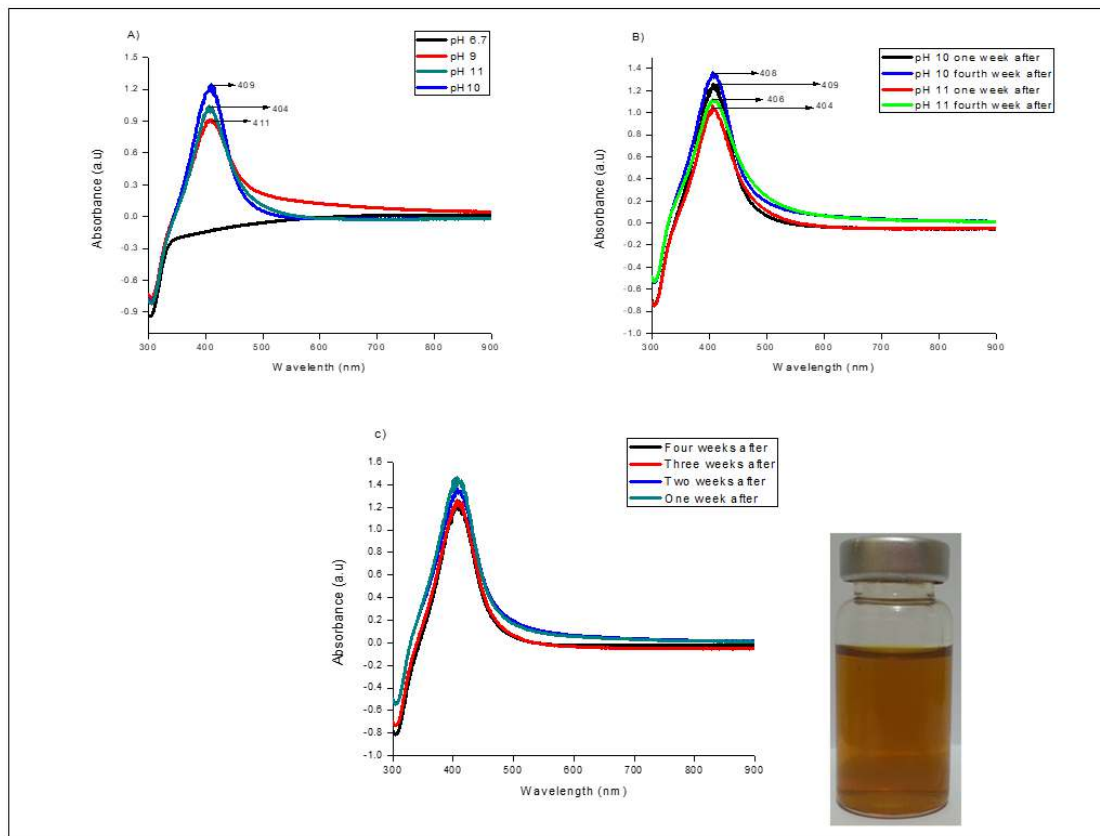 A)
pH 6.7
pH 9
pH 11
pH 10
1.5
1.2
0.9
0.6
0.3
0.0
-0.3
-0.6
-0.9
409
404
411
Absorbance (a.u)
300 400 500 600 700 800 900
Wavelenth (nm)
B)
pH 10 one week after
pH 10 fourth week after
pH 11 one week after
pH 11 fourth week after
1.4
1.2
1.0
0.8
0.6
0.4
0.2
0.0
-0.2
-0.4
-0.6
-0.8
-1.0
408
409
406
404
Absorbance (a.u)
300 400 500 600 700 800 900
Wavelength (nm)
c)
Four weeks after
Three weeks after
Two weeks after
One week after
1.6
1.4
1.2
1.0
0.8
0.6
0.4
0.2
0.0
-0.2
-0.4
-0.6
-0.8
-1.0
Absorbance (a.u)
300 400 500 600 700 800 900
Wavelength (nm)